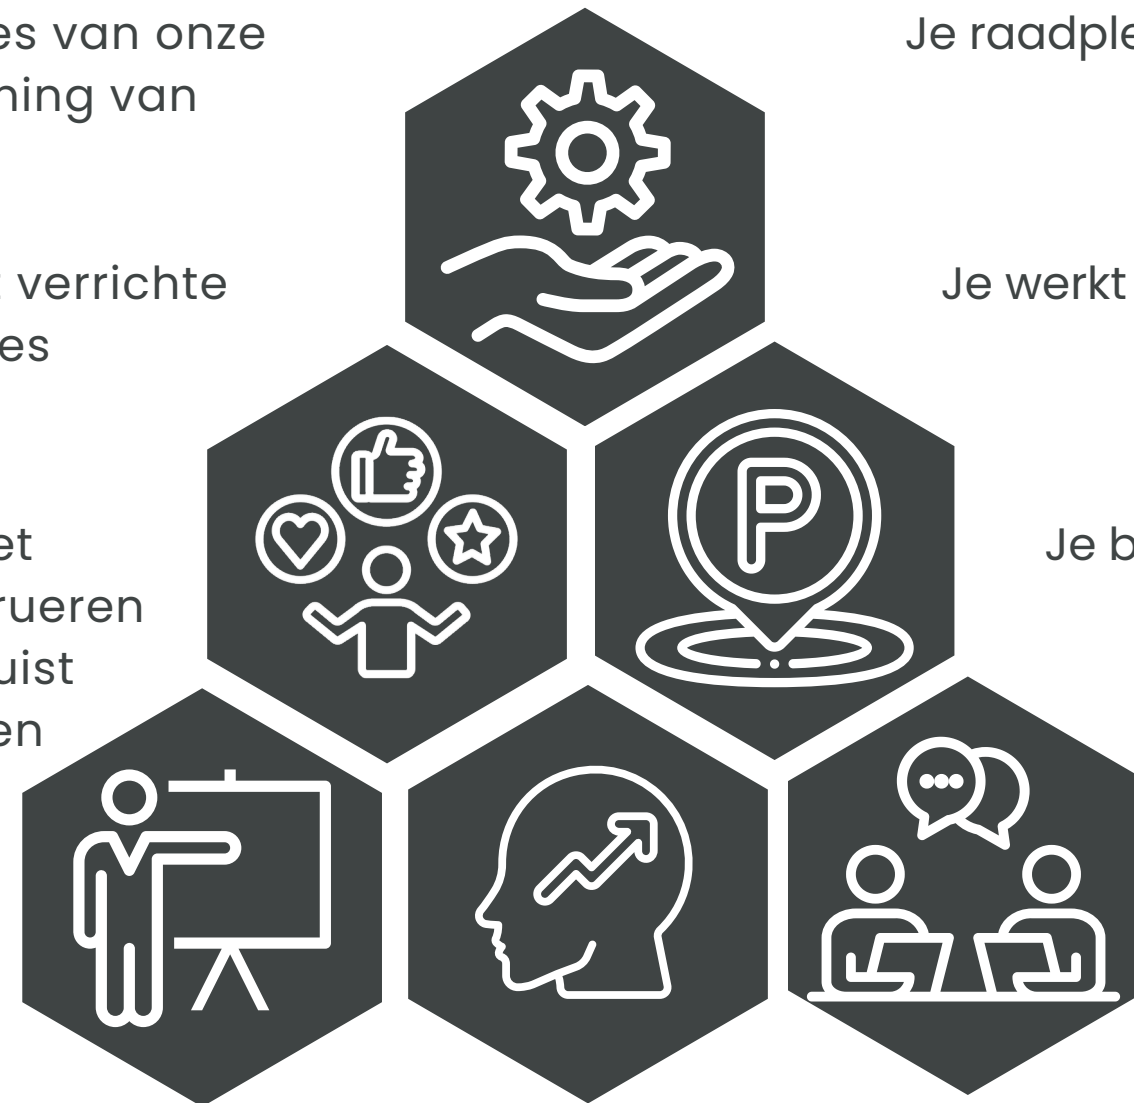 es van onze
ning van
verrichte
es
et
rueren
uist
en
Je raadple
Je werkt
Je b
P